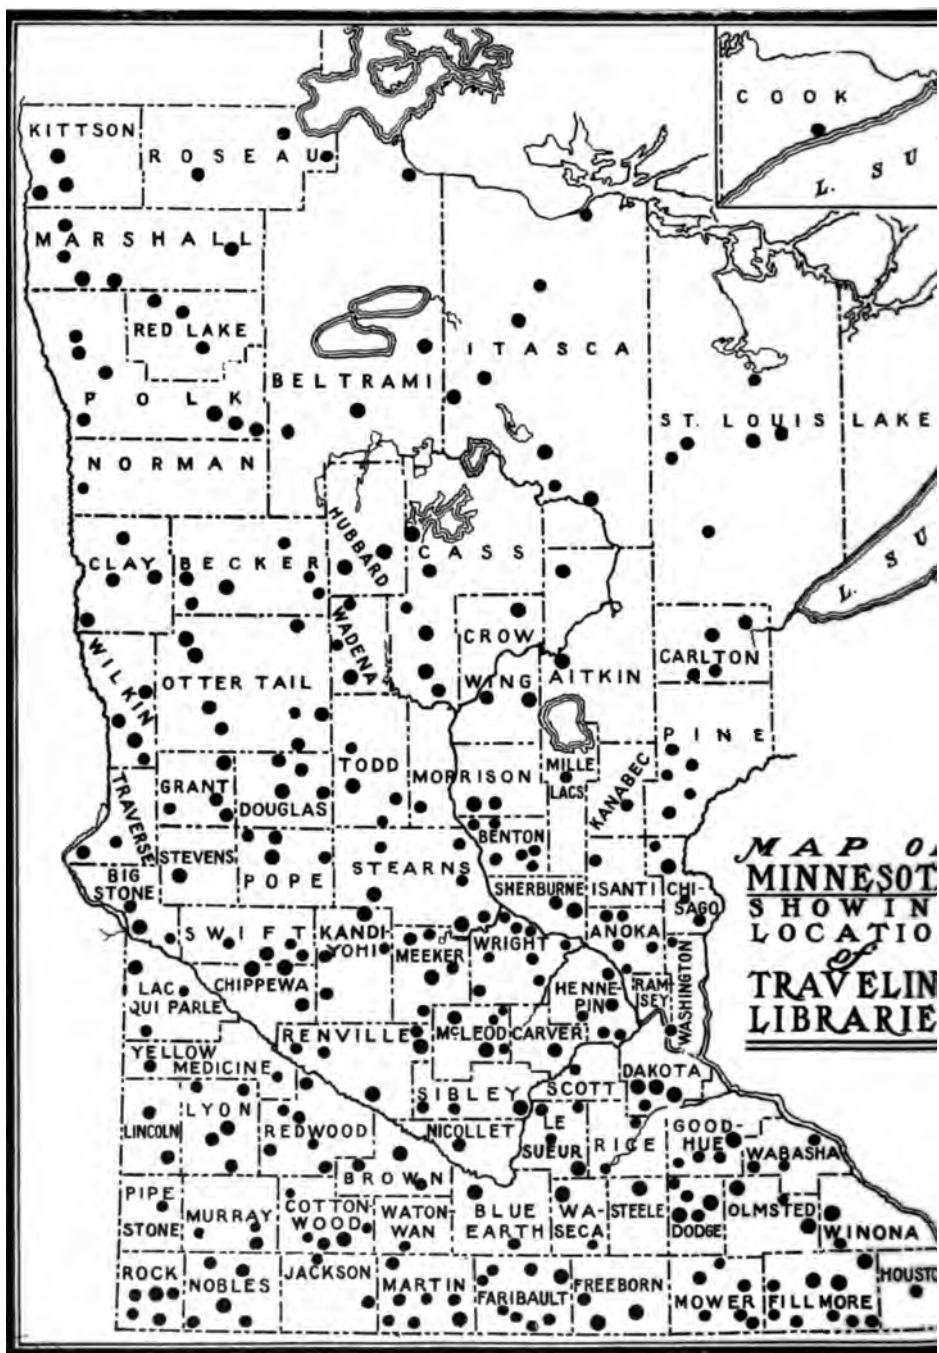 COOK
L. SU
KITTSON
ROSEAU
MARSHALL
RED LAKE
ITASCA
BELTRAMI
POLK
ST. LOUIS
LAKE
NORMAN
HUBBARD
CASS
CLAY
BECKER
L. SU
WADENA
CROW
WING
WILKIN
OTTER TAIL
AITKIN
CARLTON
PINE
TODD
MORRISON
MILLE
LACS
KANABEC
TRAVERSE
GRANT
DOUGLAS
BENTON
STEVENS
POPE
STEARNS
BIG
STONE
SHERBURNE
ISANTI
CHI-
SAGO
MAP OF
MINNESOT
SHOWIN
LOCATIO
of
TRAVELIN
LIBRARIE
SWIFT
KANDI-
YOHI
MEEKER
WRIGHT
ANOKA
WASHINGTON
LAC
QUI PARLE
CHIPPEWA
HENNE-
PIN
RAM-
SEY
RENVILLE
McLEOD
CARVER
YELLOW
MEDICINE
SCOTT
DAKOTA
SIBLEY
LINCOLN
LYON
REDWOOD
NICOLLET
LE
SUEUR
RICE
GOOD-
HUE
WABASHA
BROWN
PIPE
STONE
MURRAY
COTTON-
WOOD
WATON-
WAN
BLUE
EARTH
WA-
SECA
STEELE
DODGE
OLMSTED
WINONA
ROCK
NOBLES
JACKSON
MARTIN
FARIBAULT
FREEBORN
MOWER
FILLMORE
HOUSTO